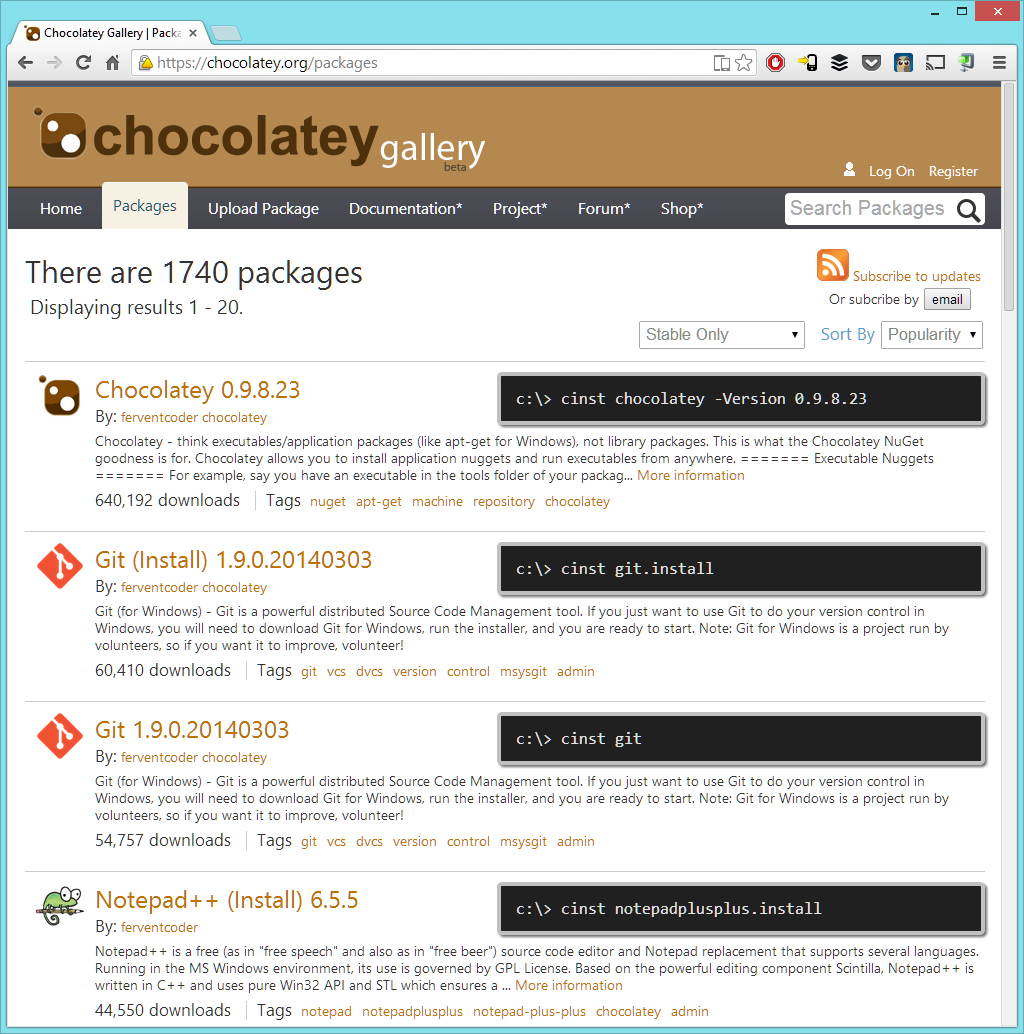 Chocolatey Gallery | Packa
https://chocolatey.org/packages
chocolatey gallery
beta
Log On Register
Home Packages Upload Package Documentation* Project* Forum* Shop* Search Packages
There are 1740 packages
Subscribe to updates
Displaying results 1 - 20.
Or subcribe by email
Stable Only Sort By Popularity
Chocolatey 0.9.8.23
c:\> cinst chocolatey -Version 0.9.8.23
By: ferventcoder chocolatey
Chocolatey - think executables/application packages (like apt-get for Windows), not library packages. This is what the Chocolatey NuGet
goodness is for. Chocolatey allows you to install application nuggets and run executables from anywhere. ======= Executable Nuggets
======= For example, say you have an executable in the tools folder of your packag... More information
640,192 downloads Tags nuget apt-get machine repository chocolatey
Git (Install) 1.9.0.20140303
c:\> cinst git.install
By: ferventcoder chocolatey
Git (for Windows) - Git is a powerful distributed Source Code Management tool. If you just want to use Git to do your version control in
Windows, you will need to download Git for Windows, run the installer, and you are ready to start. Note: Git for Windows is a project run by
volunteers, so if you want it to improve, volunteer!
60,410 downloads Tags git vcs dvcs version control msysgit admin
Git 1.9.0.20140303
c:\> cinst git
By: ferventcoder chocolatey
Git (for Windows) - Git is a powerful distributed Source Code Management tool. If you just want to use Git to do your version control in
Windows, you will need to download Git for Windows, run the installer, and you are ready to start. Note: Git for Windows is a project run by
volunteers, so if you want it to improve, volunteer!
54,757 downloads Tags git vcs dvcs version control msysgit admin
Notepad++ (Install) 6.5.5
c:\> cinst notepadplusplus.install
By: ferventcoder
Notepad++ is a free (as in "free speech" and also as in "free beer") source code editor and Notepad replacement that supports several languages.
Running in the MS Windows environment, its use is governed by GPL License. Based on the powerful editing component Scintilla, Notepad++ is
written in C++ and uses pure Win32 API and STL which ensures a ... More information
44,550 downloads Tags notepad notepadplusplus notepad-plus-plus chocolatey admin